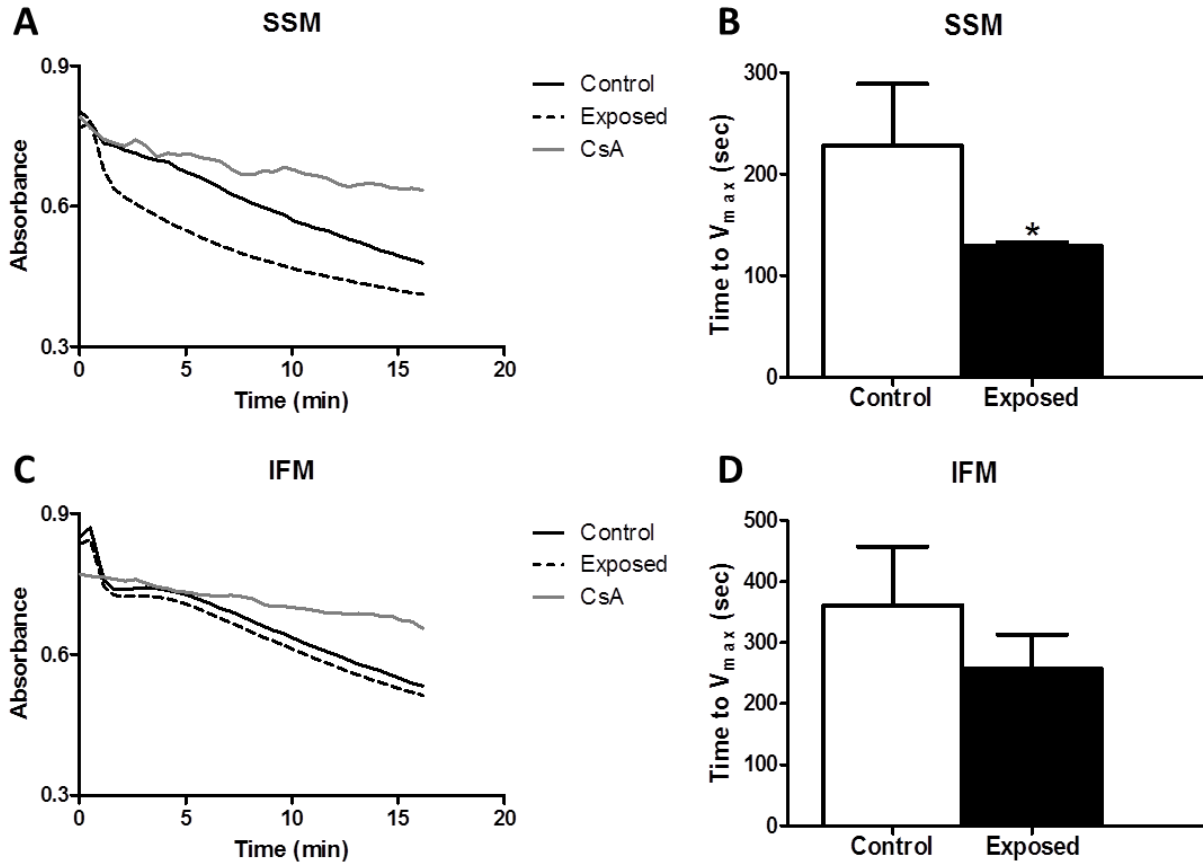 A
SSM
0.9
0.6
0.3
Absorbance
0
5
10
15
20
Time (min)
Control
Exposed
CsA
B
SSM
300
200
100
0
Time to Vmax (sec)
*
Control
Exposed
C
IFM
0.9
0.6
0.3
Absorbance
0
5
10
15
20
Time (min)
Control
Exposed
CsA
D
IFM
500
400
300
200
100
0
Time to Vmax (sec)
Control
Exposed